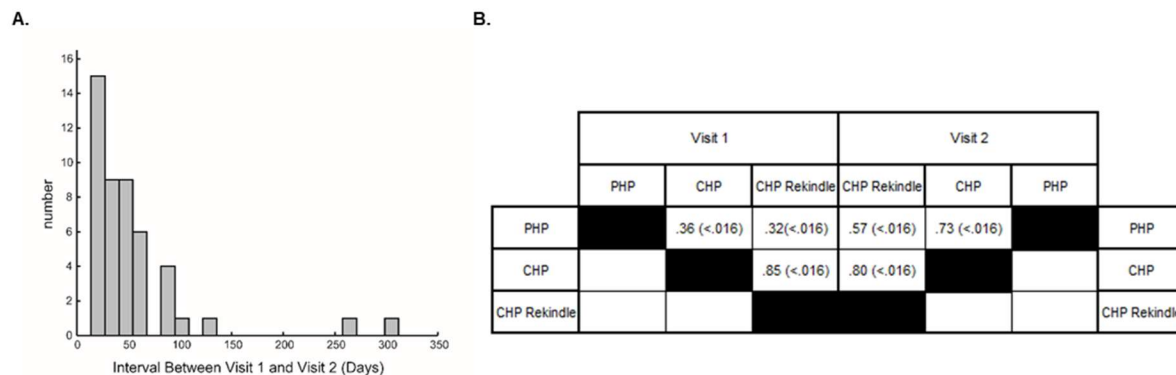 A.
16
14
12
10
8
6
4
2
0
number
0 50 100 150 200 250 300 350
Interval Between Visit 1 and Visit 2 (Days)
B.
Visit 1 Visit 2
PHP CHP CHP Rekindle CHP Rekindle CHP PHP
PHP .36 (<.016) .32(<.016) .57 (<.016) .73 (<.016) PHP
CHP .85 (<.016) .80 (<.016) CHP
CHP Rekindle CHP Rekindle